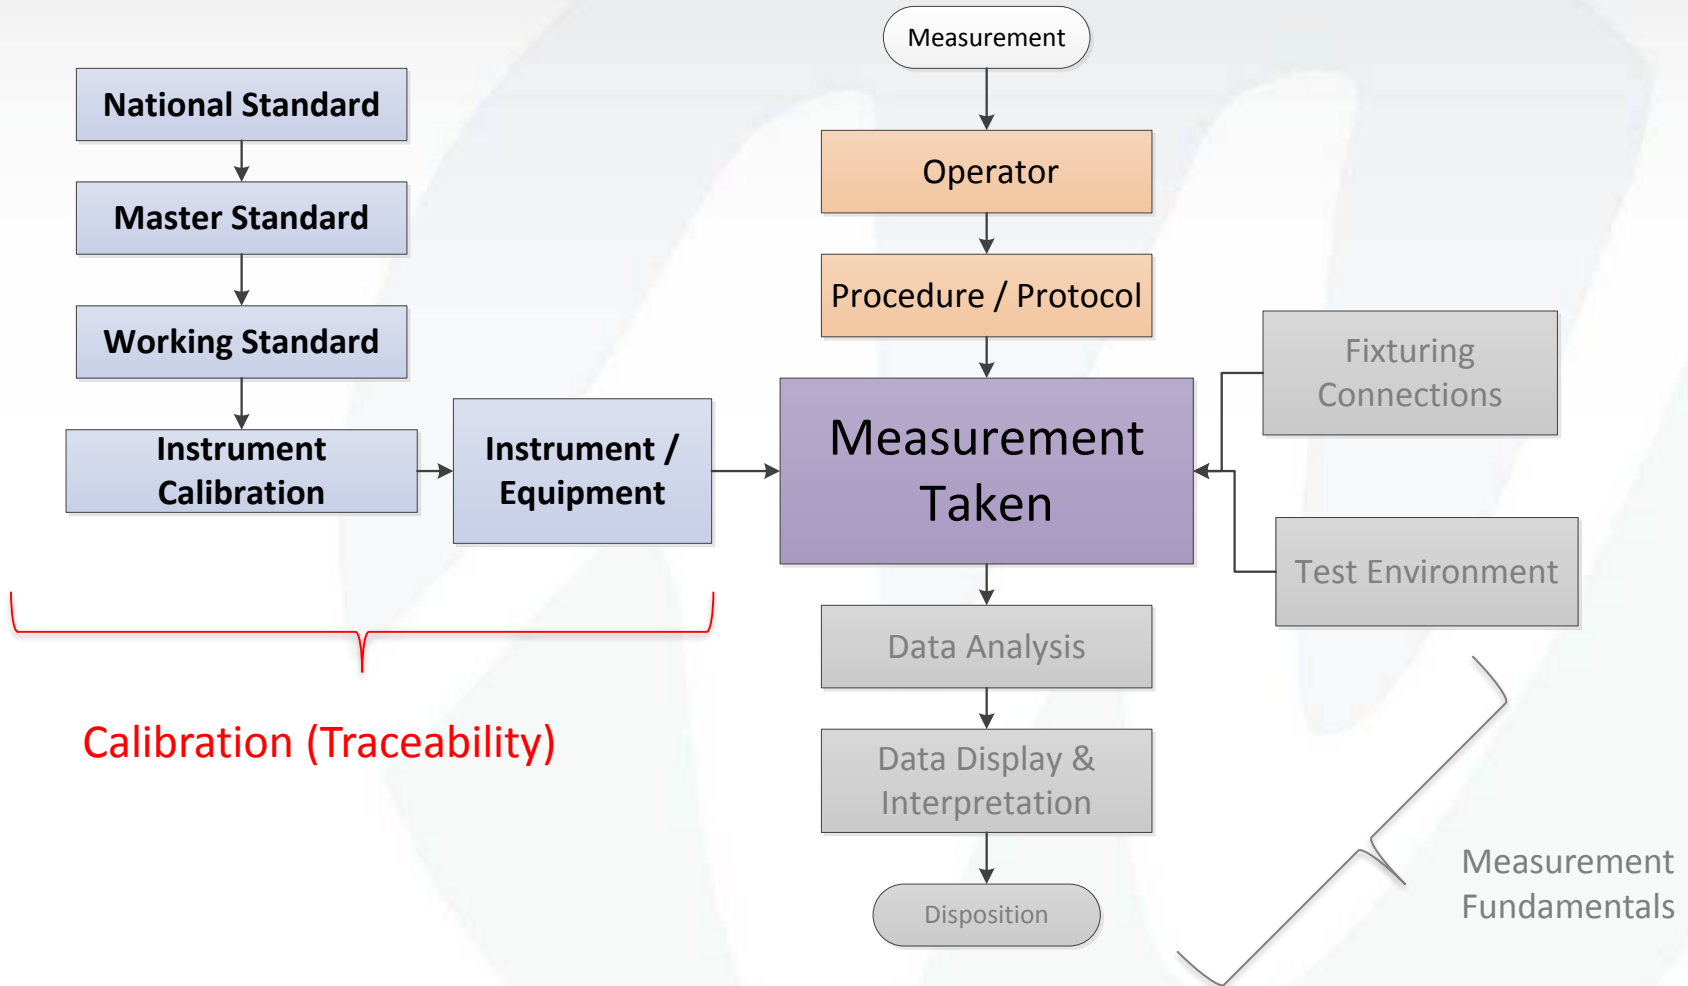 Measurement
National Standard
Master Standard
Working Standard
Instrument
Calibration
Instrument /
Equipment
Operator
Procedure / Protocol
Measurement
Taken
Fixturing
Connections
Test Environment
Data Analysis
Data Display &
Interpretation
Disposition
Calibration (Traceability)
Measurement
Fundamentals